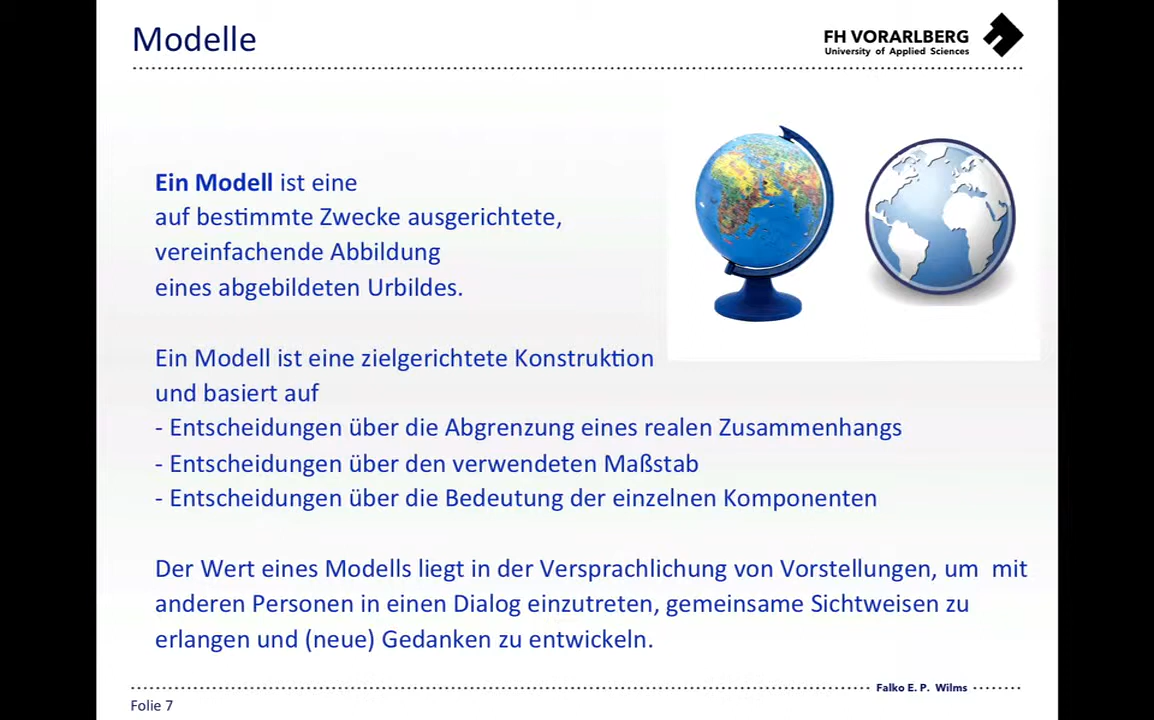 Modelle
FH VORARLBERG
University of Applied Sciences
Ein Modell ist eine
auf bestimmte Zwecke ausgerichtete,
vereinfachende Abbildung
eines abgebildeten Urbildes.
Ein Modell ist eine zielgerichtete Konstruktion
und basiert auf
- Entscheidungen über die Abgrenzung eines realen Zusammenhangs
- Entscheidungen über den verwendeten Maßstab
- Entscheidungen über die Bedeutung der einzelnen Komponenten
Der Wert eines Modells liegt in der Versprachlichung von Vorstellungen, um mit
anderen Personen in einen Dialog einzutreten, gemeinsame Sichtweisen zu
erlangen und (neue) Gedanken zu entwickeln.
Falko E. P. Wilms
Folie 7